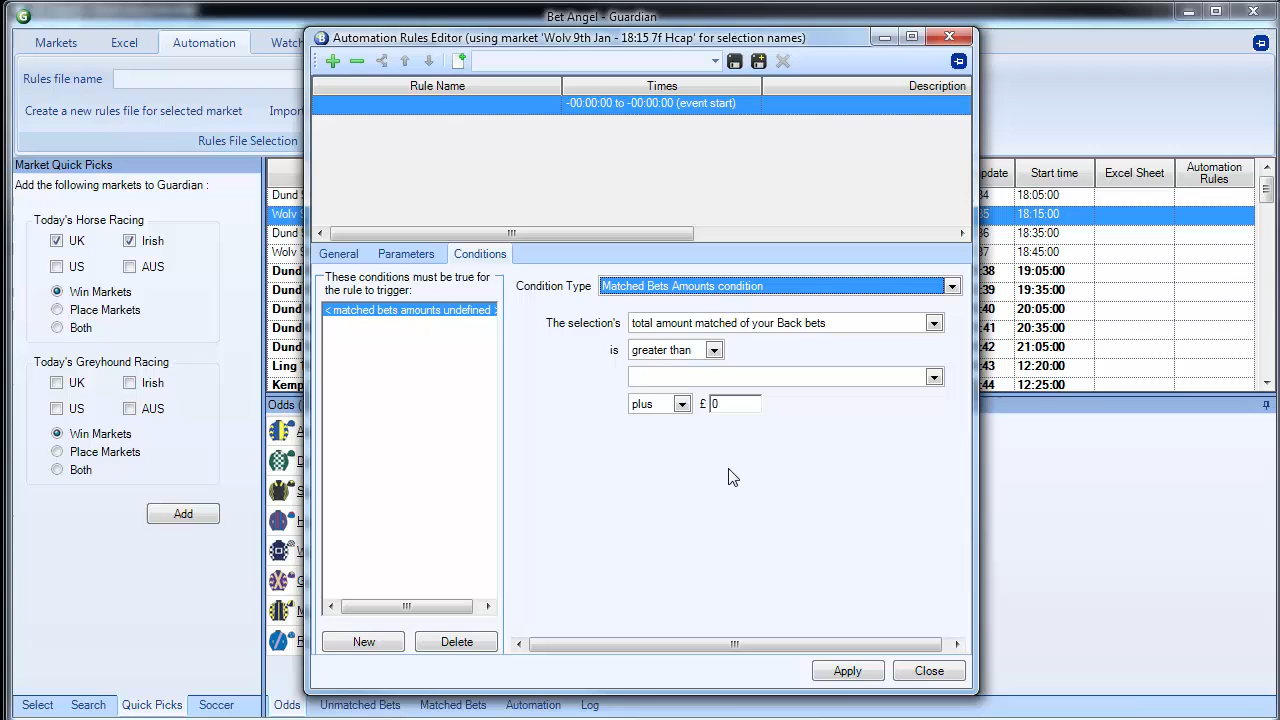 Bet Angel - Guardian
Markets
Excel
Automation
Rules file name
Create a new rules file for selected market
Rules File Selection
Market Quick Picks
Add the following markets to Guardian :
Today's Horse Racing
UK
Irish
US
AUS
Win Markets
Place Markets
Both
Today's Greyhound Racing
UK
Irish
US
AUS
Win Markets
Place Markets
Both
Add
Select
Search
Quick Picks
Soccer
Automation Rules Editor (using market 'Wolv 9th Jan - 18:15 7f Hcap' for selection names)
Rule Name
Times
Description
-00:00:00 to -00:00:00 (event start)
General
Parameters
Conditions
These conditions must be true for
the rule to trigger:
< matched bets amounts undefined >
New
Delete
Condition Type
Matched Bets Amounts condition
The selection's
total amount matched of your Back bets
is
greater than
plus
£
0
Apply
Close
Start time
Excel Sheet
Automation
Rules
18:05:00
18:15:00
18:35:00
18:45:00
:38 19:05:00
:39 19:35:00
:40 20:05:00
:41 20:35:00
:42 21:05:00
:43 12:20:00
:44 12:25:00
Dund
Wolv
Dund
Wolv
Dund
Dund
Dund
Dund
Dund
Ling
Kemp
Odds
Unmatched Bets
Matched Bets
Automation
Log